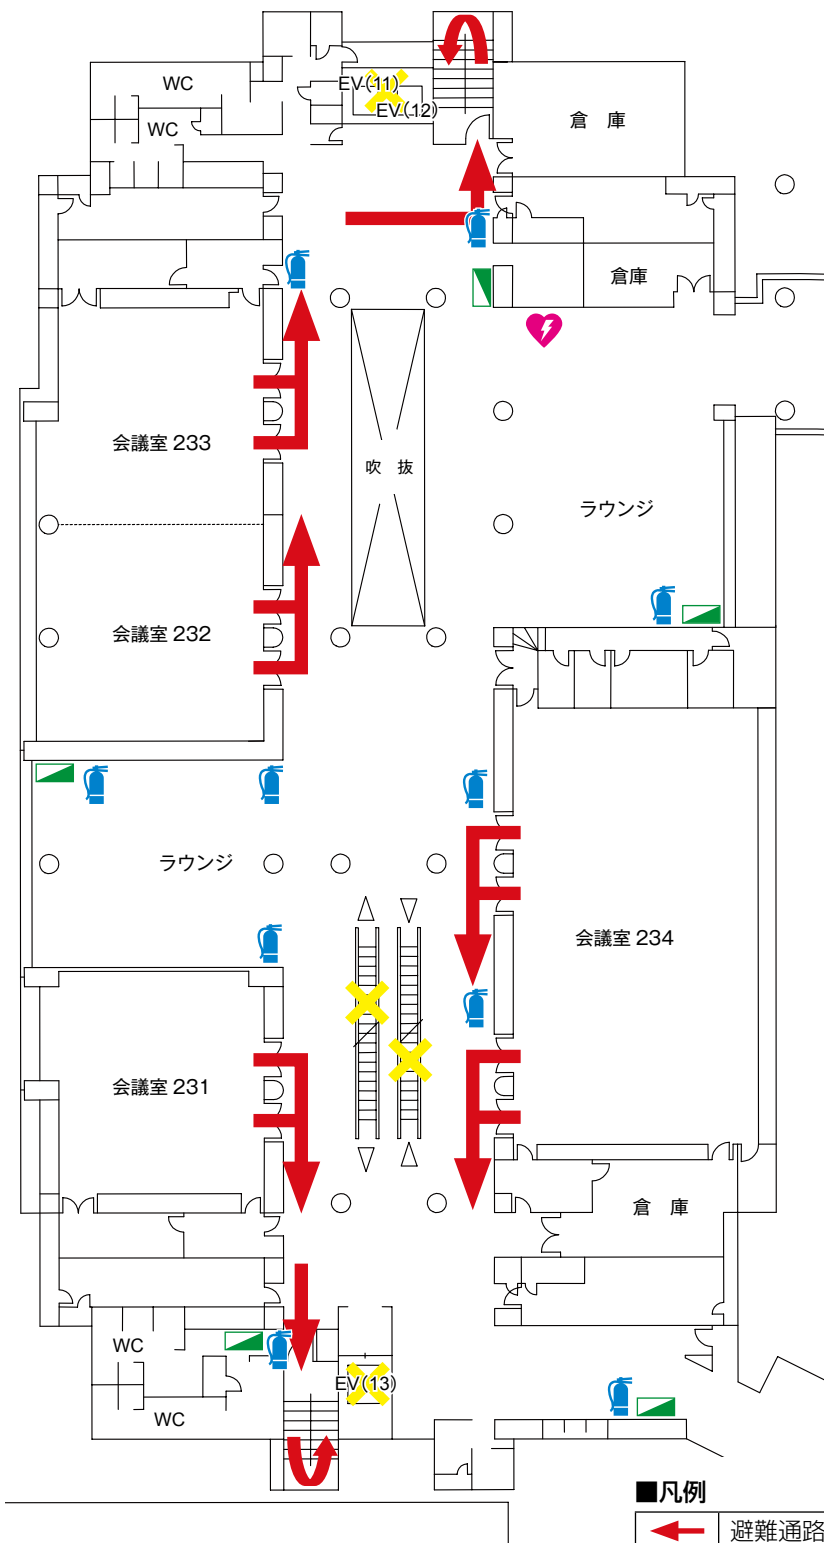 WC
EV(11)
EV(12)
倉 庫
WC
倉庫
会議室 233
吹 抜
ラウンジ
会議室 232
ラウンジ
会議室 234
会議室 231
倉 庫
WC
EV(13)
WC
■凡例
避難通路